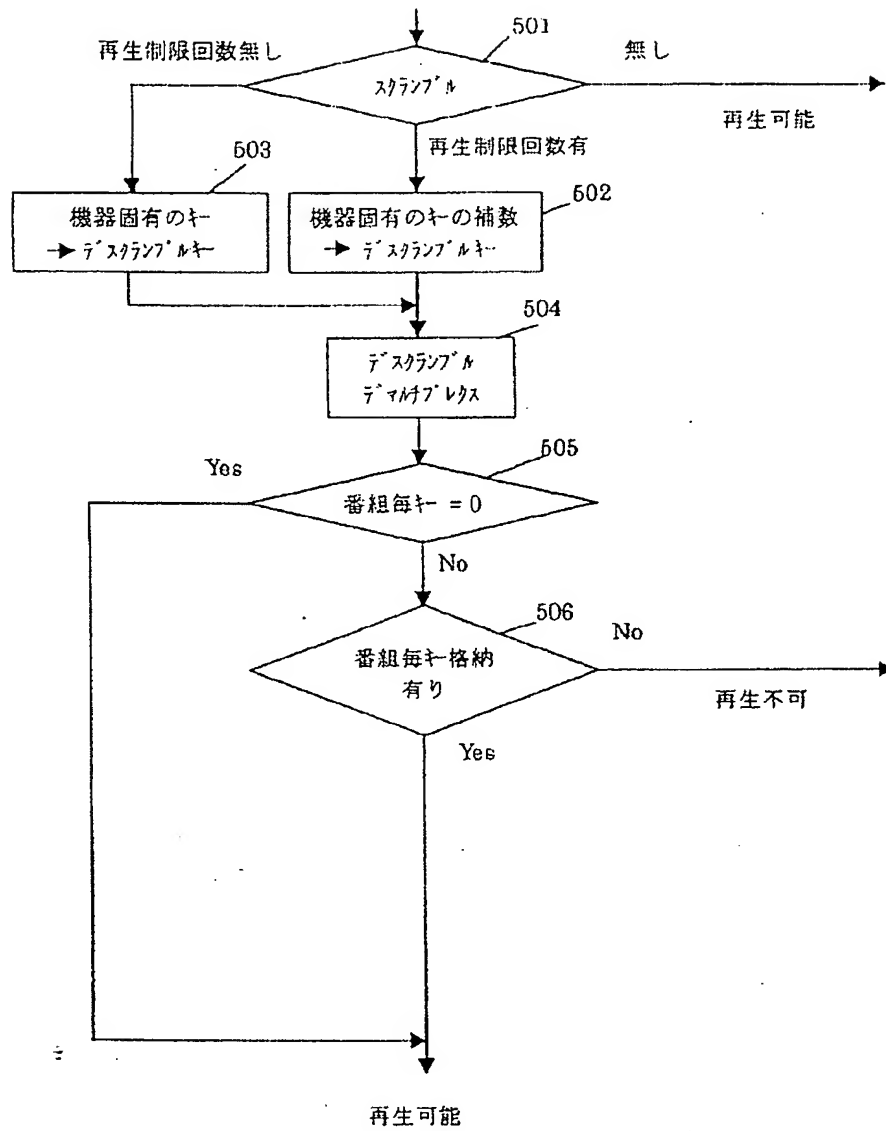 501
再生制限回数無し
無し
スクランブル
再生可能
再生制限回数有
503
502
機器固有のキー
→ デスクランブルキー
機器固有のキーの補数
→ デスクランブルキー
504
デスクランブル
デマルチプレクス
505
Yes
番組毎キー = 0
No
506
No
番組毎キー格納
有り
再生不可
Yes
再生可能